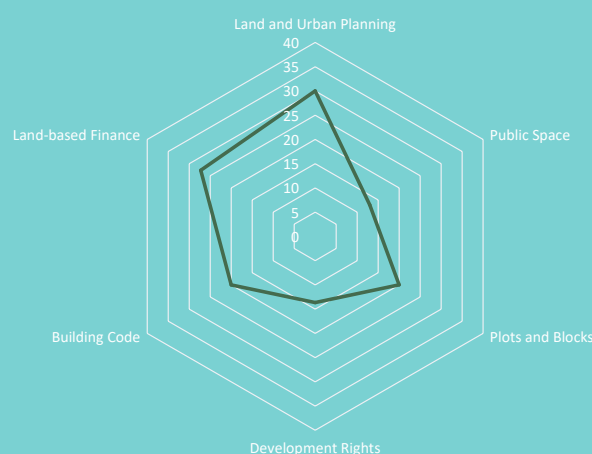 Land and Urban Planning
40
35
30
25
20
15
10
5
0
Public Space
Plots and Blocks
Development Rights
Building Code
Land-based Finance